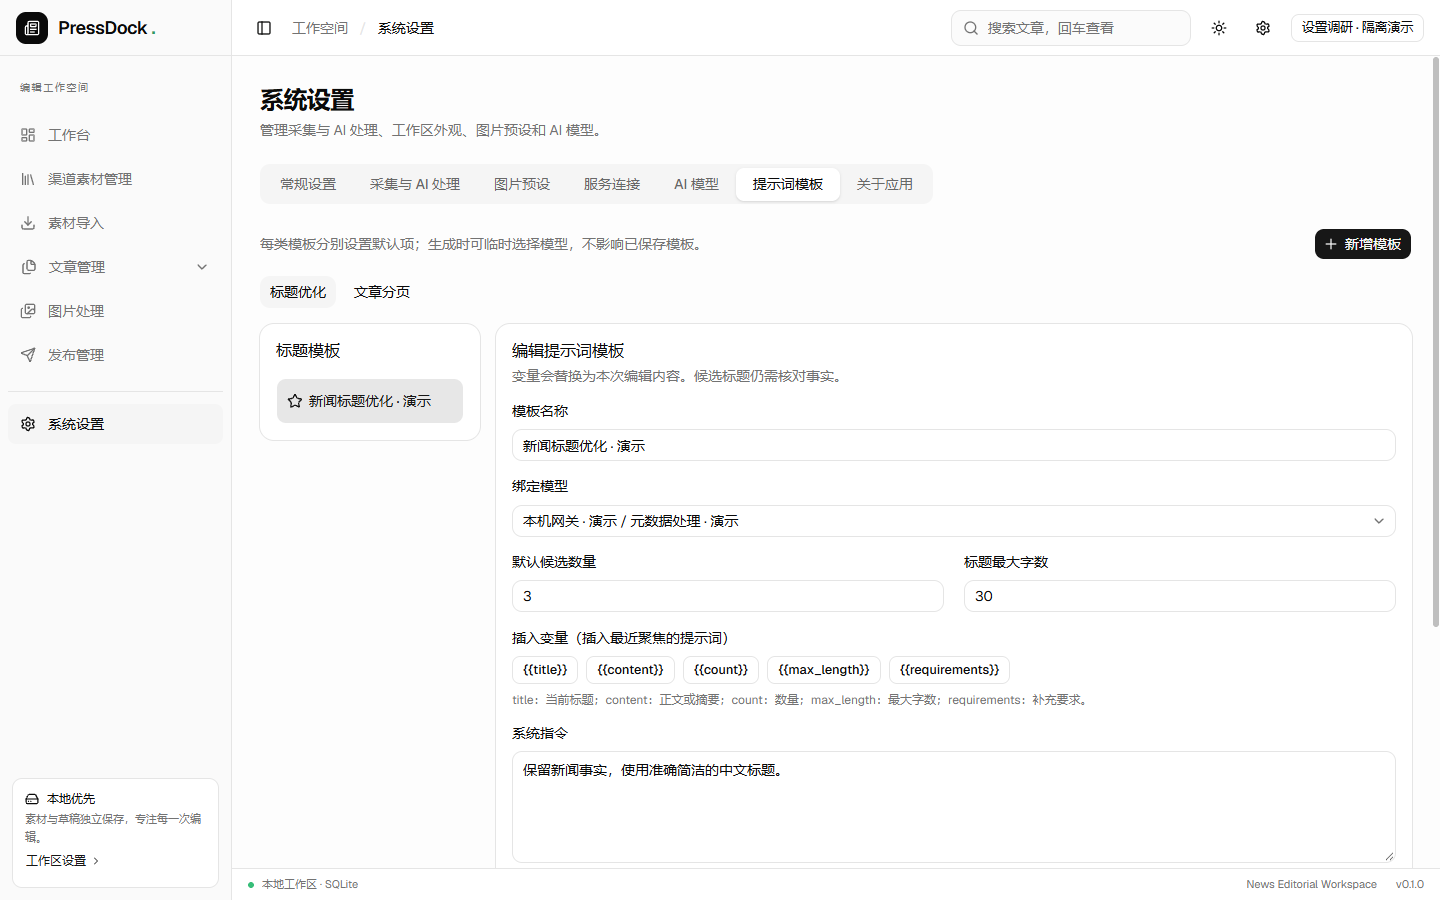 PressDock.
工作空间 / 系统设置
搜索文章，回车查看
设置调研 · 隔离演示
编辑工作空间
工作台
渠道素材管理
素材导入
文章管理
图片处理
发布管理
系统设置
本地优先
素材与草稿独立保存，专注每一次编
辑。
工作区设置
系统设置
管理采集与 AI 处理、工作区外观、图片预设和 AI 模型。
常规设置 采集与 AI 处理 图片预设 服务连接 AI 模型 提示词模板 关于应用
每类模板分别设置默认项；生成时可临时选择模型，不影响已保存模板。
新增模板
标题优化 文章分页
标题模板
新闻标题优化 · 演示
编辑提示词模板
变量会替换为本次编辑内容。候选标题仍需核对事实。
模板名称
新闻标题优化 · 演示
绑定模型
本机网关 · 演示 / 元数据处理 · 演示
默认候选数量 标题最大字数
3 30
插入变量（插入最近聚焦的提示词）
{{title}} {{content}} {{count}} {{max_length}} {{requirements}}
title：当前标题；content：正文或摘要；count：数量；max_length：最大字数；requirements：补充要求。
系统指令
保留新闻事实，使用准确简洁的中文标题。
本地工作区 · SQLite
News Editorial Workspace v0.1.0